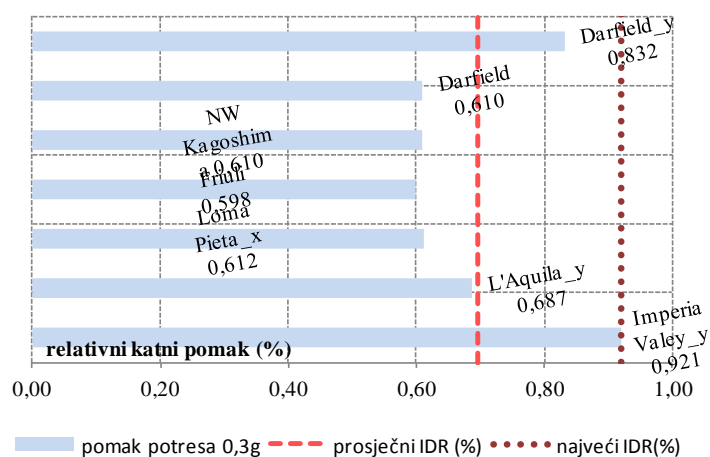 Darfield_y
0,832
Darfield
0,610
NW
Kagoshim
a 0,610
Friuli
0,598
Loma
Pieta_x
0,612
L'Aquila_y
0,687
Imperia
Valey_y
0,921
relativni katni pomak (%)
0,00 0,20 0,40 0,60 0,80 1,00
pomak potresa 0,3g prosječni IDR (%) najveći IDR(%)